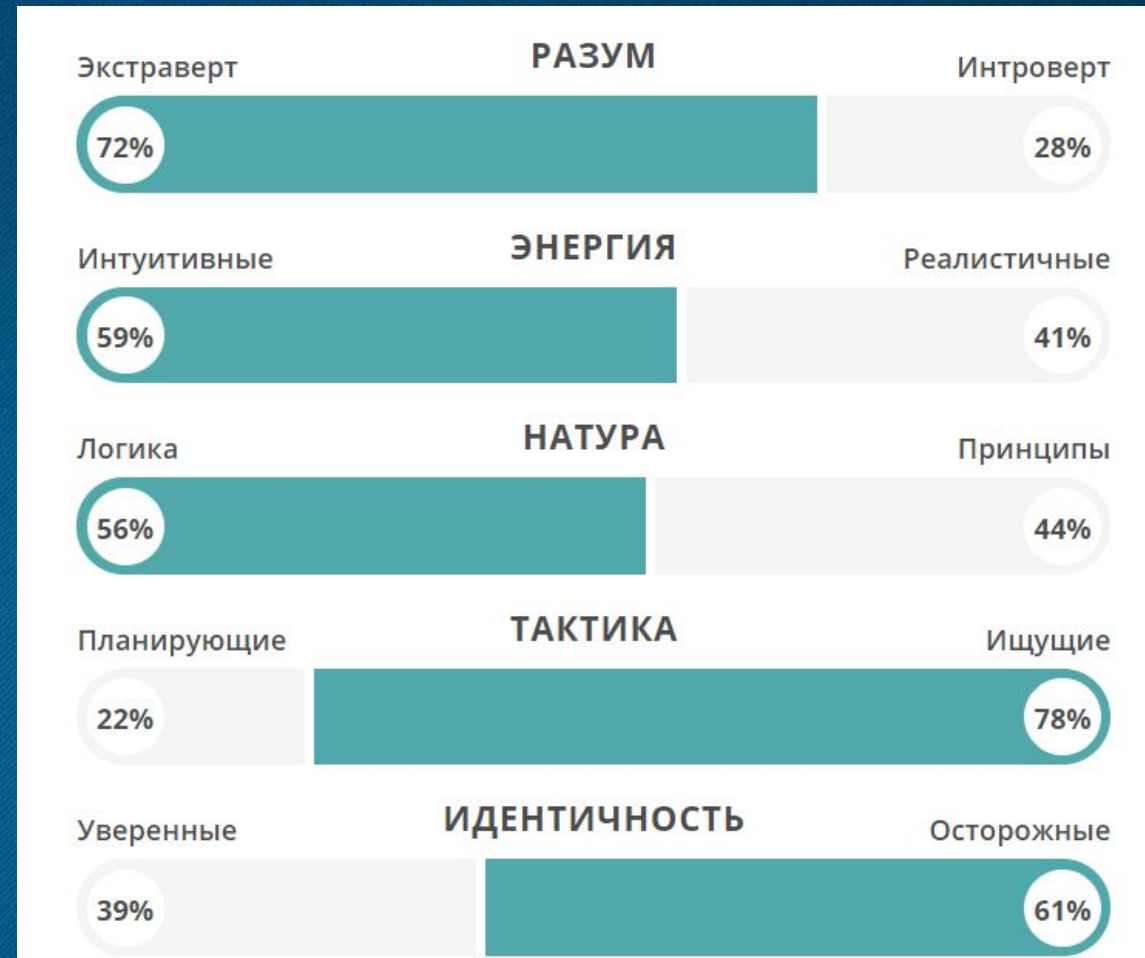 РАЗУМ
Экстраверт Интроверт
72% 28%
ЭНЕРГИЯ
Интуитивные Реалистичные
59% 41%
НАТУРА
Логика Принципы
56% 44%
ТАКТИКА
Планирующие Ищущие
22% 78%
ИДЕНТИЧНОСТЬ
Уверенные Осторожные
39% 61%